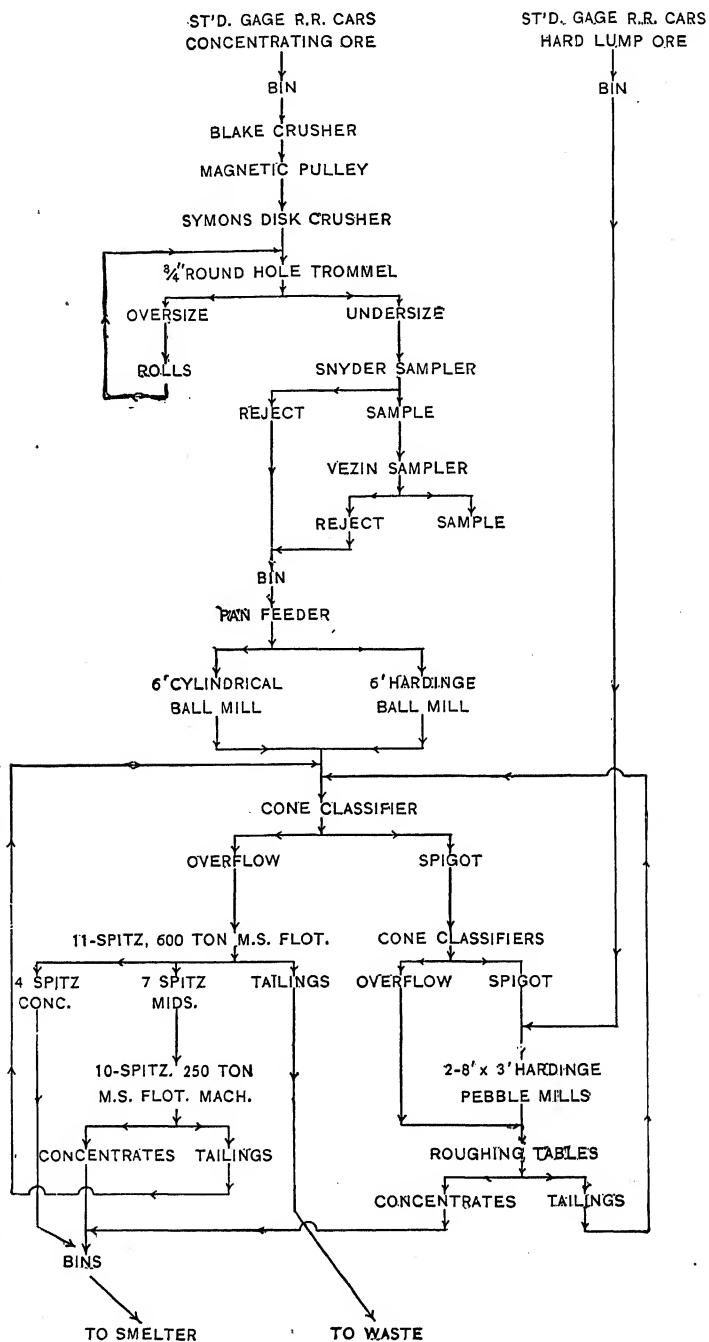 ST'D. GAGE R.R. CARS
CONCENTRATING ORE
ST'D. GAGE R.R. CARS
HARD LUMP ORE
BIN
BIN
BLAKE CRUSHER
MAGNETIC PULLEY
SYMONS DISK CRUSHER
3/4" ROUND HOLE TROMMEL
OVERSIZE
UNDERSIZE
ROLLS
SNYDER SAMPLER
REJECT
SAMPLE
VEZIN SAMPLER
REJECT
SAMPLE
BIN
PAN FEEDER
6' CYLINDRICAL
BALL MILL
6' HARDINGE
BALL MILL
CONE CLASSIFIER
OVERFLOW
SPIGOT
11-SPITZ, 600 TON M.S. FLOT.
CONE CLASSIFIERS
4 SPITZ
CONC.
7 SPITZ
MIDS.
TAILINGS
OVERFLOW
SPIGOT
10-SPITZ. 250 TON
M.S. FLOT. MACH.
2-8' x 3' HARDINGE
PEBBLE MILLS
CONCENTRATES
TAILINGS
ROUGHING TABLES
CONCENTRATES
TAILINGS
BINS
TO SMELTER
TO WASTE